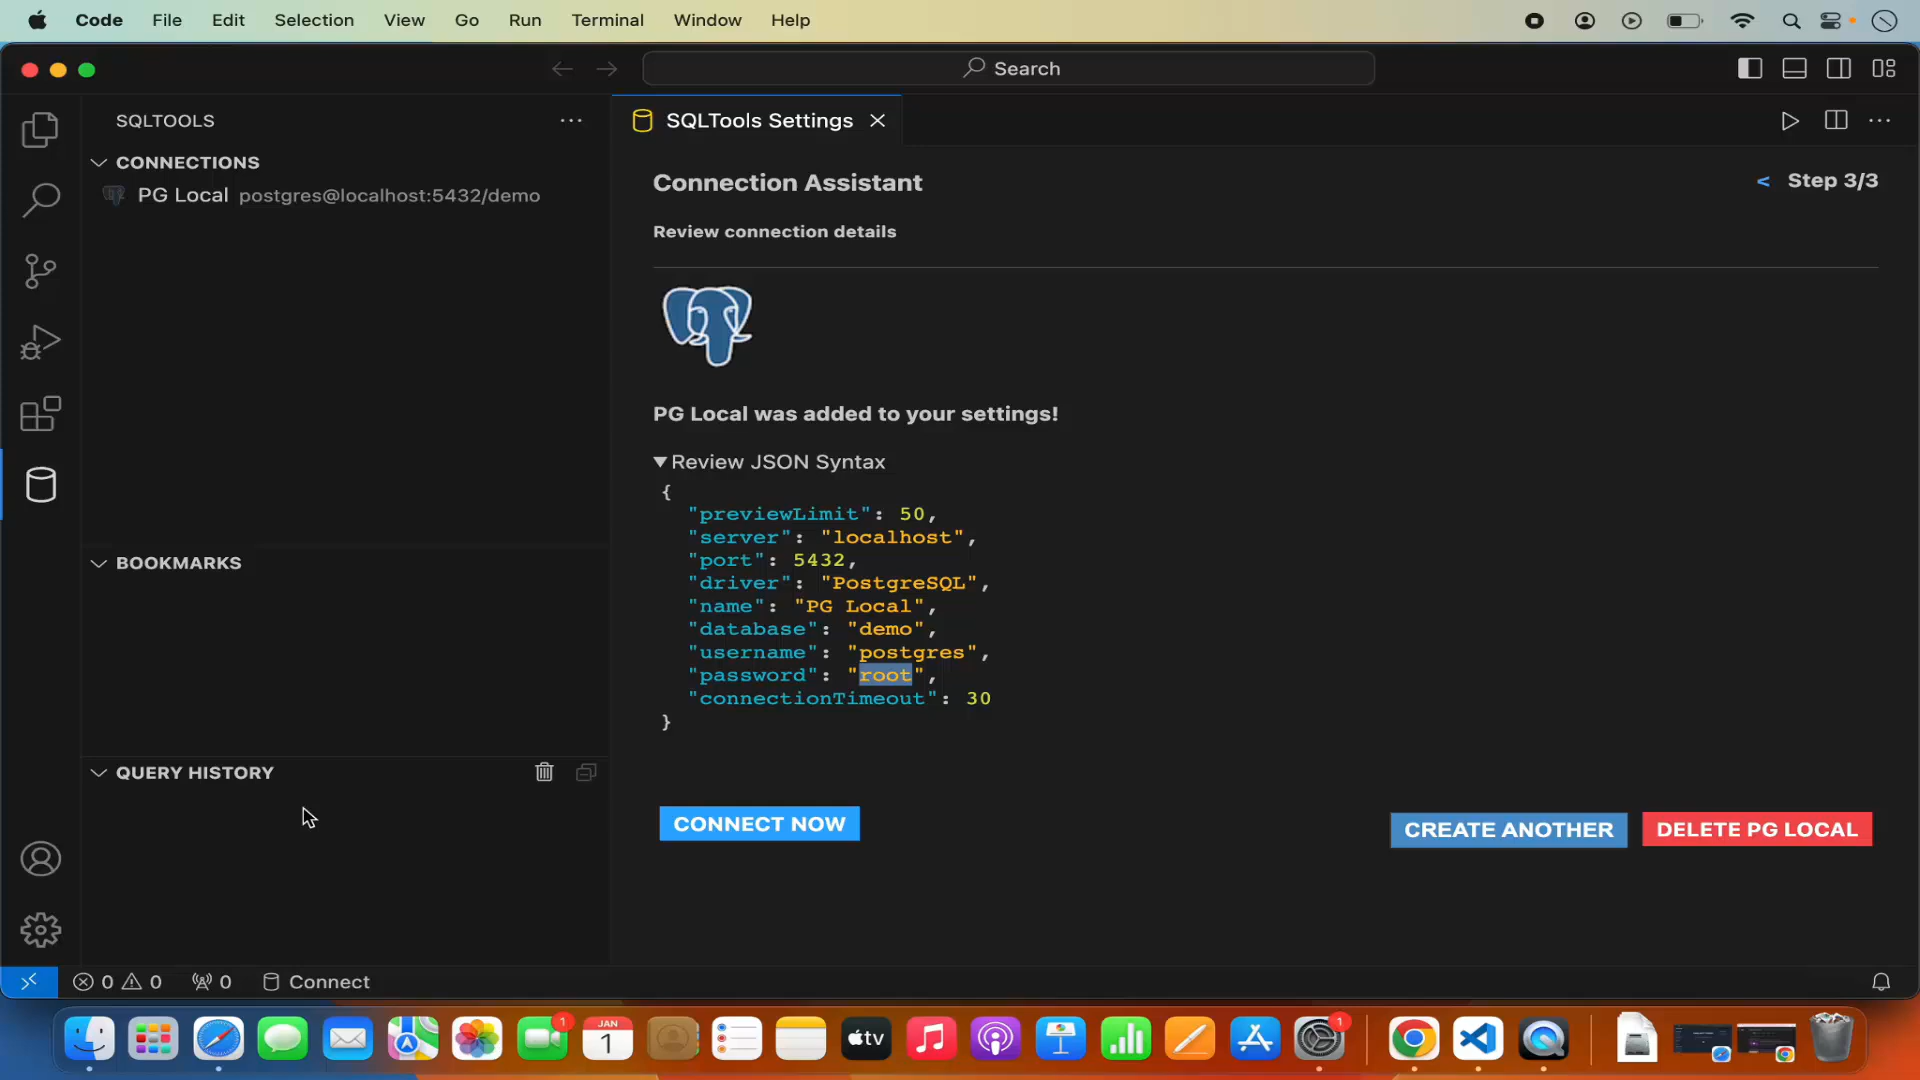 Code File Edit Selection View Go Run Terminal Window Help
Search
SQLTOOLS
CONNECTIONS
PG Local postgres@localhost:5432/demo
BOOKMARKS
QUERY HISTORY
SQLTools Settings
Connection Assistant
< Step 3/3
Review connection details
PG Local was added to your settings!
Review JSON Syntax
{
"previewLimit": 50,
"server": "localhost",
"port": 5432,
"driver": "PostgreSQL",
"name": "PG Local",
"database": "demo",
"username": "postgres",
"password": "root",
"connectionTimeout": 30
}
CONNECT NOW
CREATE ANOTHER
DELETE PG LOCAL
0 0 0 Connect
1
JAN
1
tv
1